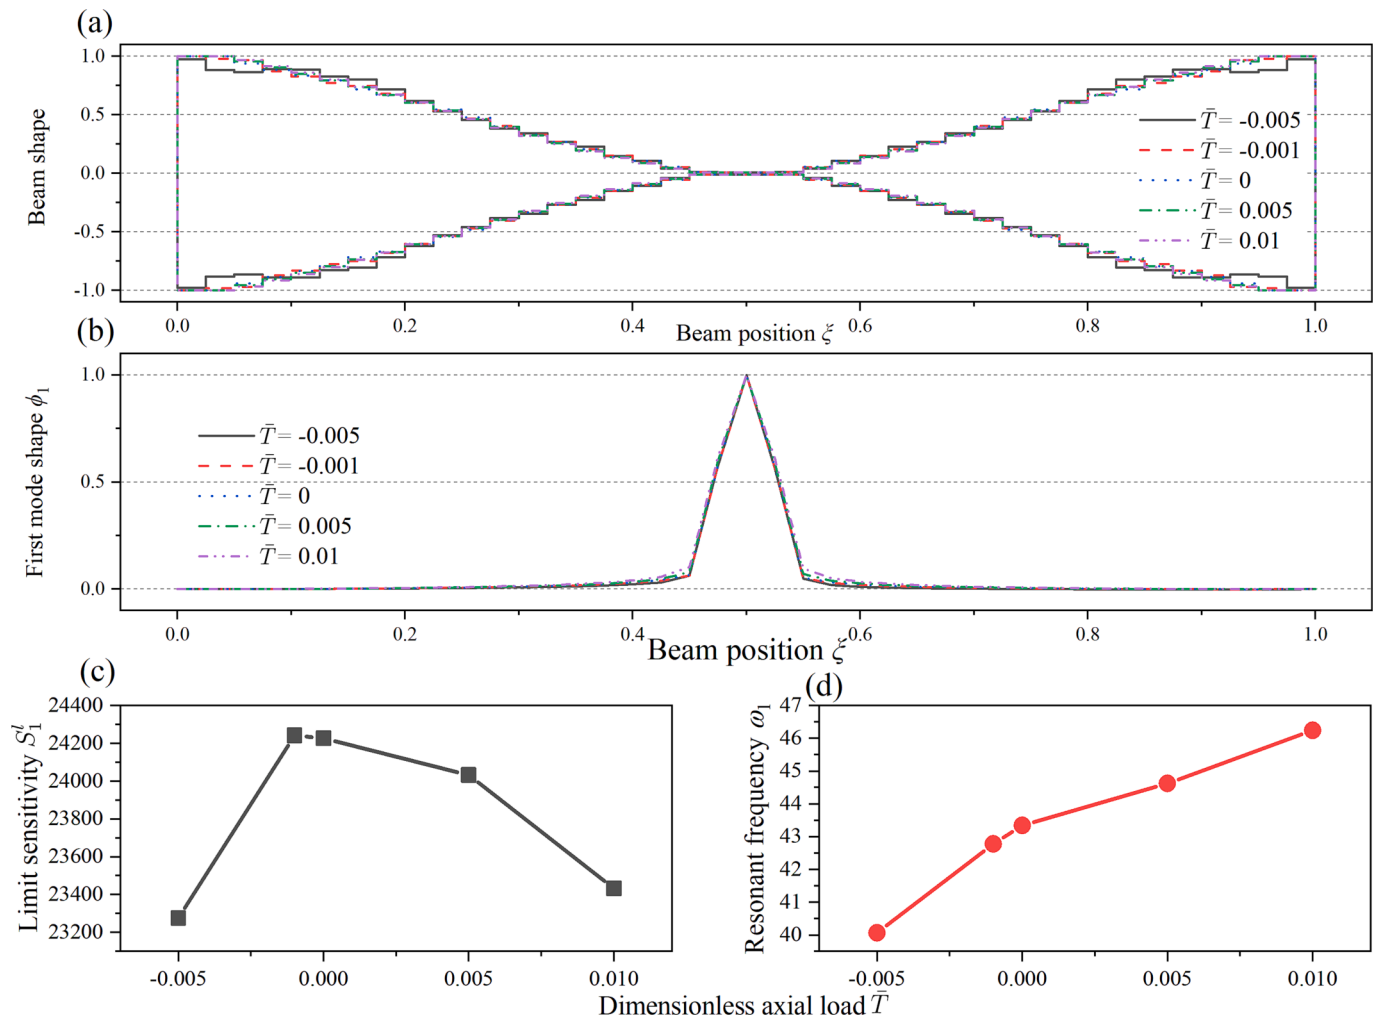 (a)
Beam shape
1.0
0.5
0.0
-0.5
-1.0
T̄ = -0.005
T̄ = -0.001
T̄ = 0
T̄ = 0.005
T̄ = 0.01
0.0 0.2 0.4 0.6 0.8 1.0
Beam position ξ
(b)
First mode shape ϕ₁
1.0
0.5
0.0
T̄ = -0.005
T̄ = -0.001
T̄ = 0
T̄ = 0.005
T̄ = 0.01
0.0 0.2 0.4 0.6 0.8 1.0
Beam position ξ
(c)
Limit sensitivity S₁ˡ
24400
24200
24000
23800
23600
23400
23200
-0.005 0.000 0.005 0.010
(d)
Resonant frequency ω₁
47
46
45
44
43
42
41
40
-0.005 0.000 0.005 0.010
Dimensionless axial load T̄